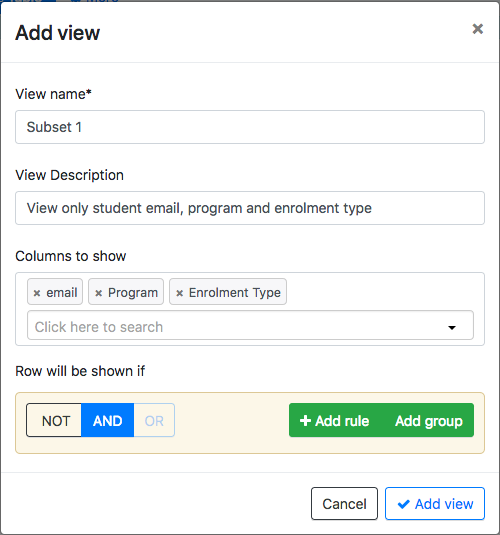 Add view ×
View name*
Subset 1
View Description
View only student email, program and enrolment type
Columns to show
× email × Program × Enrolment Type
Click here to search
Row will be shown if
NOT AND OR + Add rule Add group
Cancel ✔ Add view